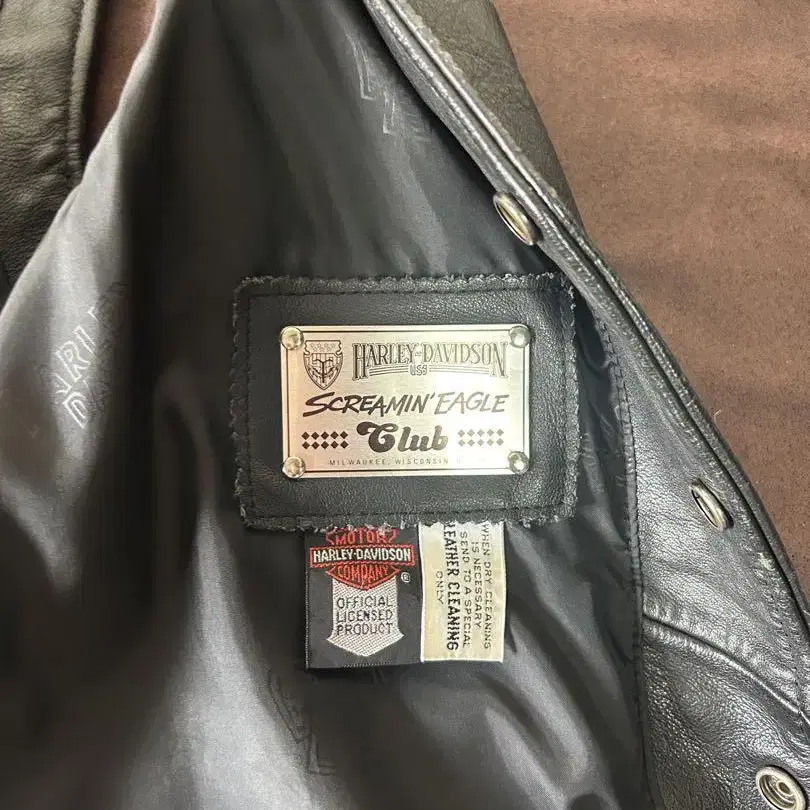 HARLEY-DAVIDSON
USA
SCREAMIN' EAGLE
Club
MILWAUKEE, WISCONSIN
MOTOR
HARLEY-DAVIDSON
COMPANY
®
OFFICIAL
LICENSED
PRODUCT
WHEN DRY CLEANING
IS NECESSARY
SEND TO A SPECIAL
LEATHER CLEANING
ONLY